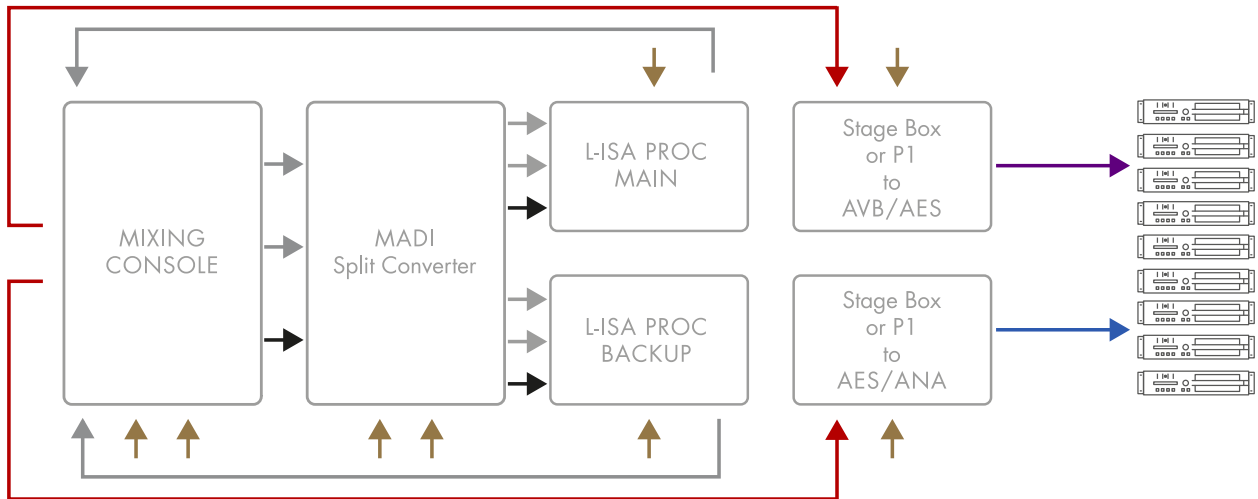 MIXING
CONSOLE
MADI
Split Converter
L-ISA PROC
MAIN
L-ISA PROC
BACKUP
Stage Box
or P1
to
AVB/AES
Stage Box
or P1
to
AES/ANA